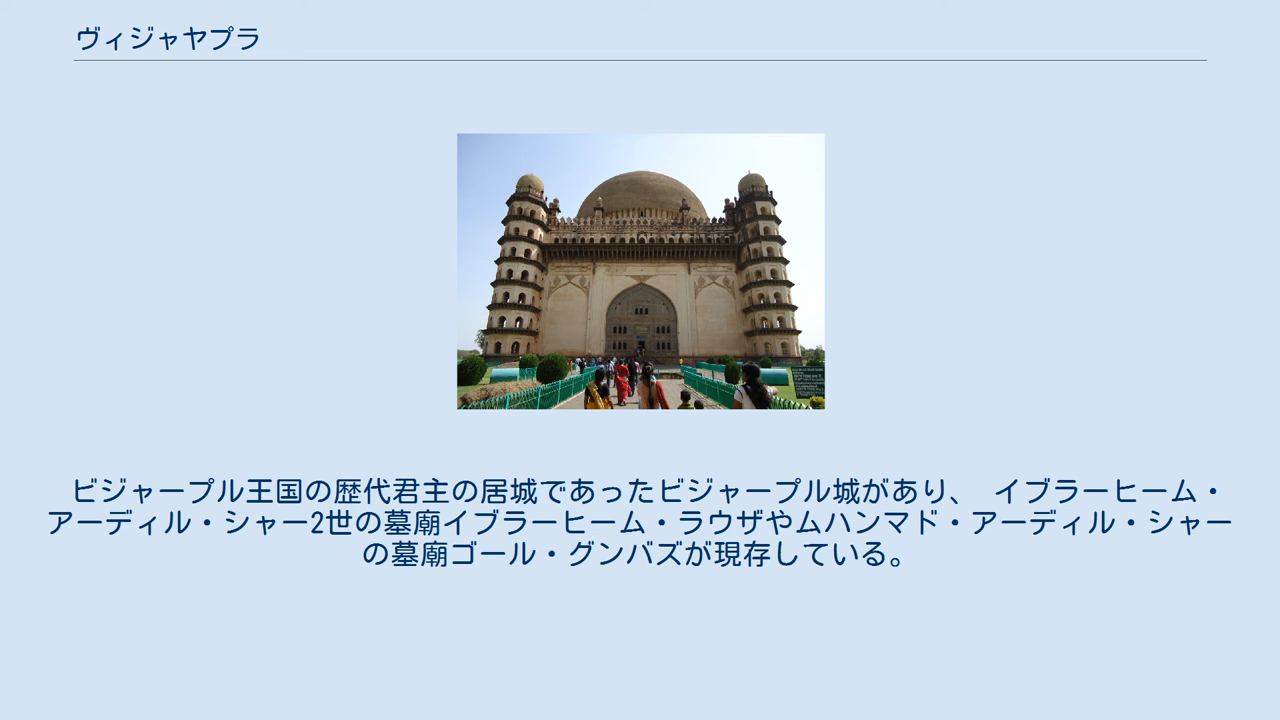 ヴィジャヤプラ
ビジャープル王国の歴代君主の居城であったビジャープル城があり、 イブラーヒーム・
アーディル・シャー2世の墓廟イブラーヒーム・ラウザやムハンマド・アーディル・シャー
の墓廟ゴール・グンバズが現存している。